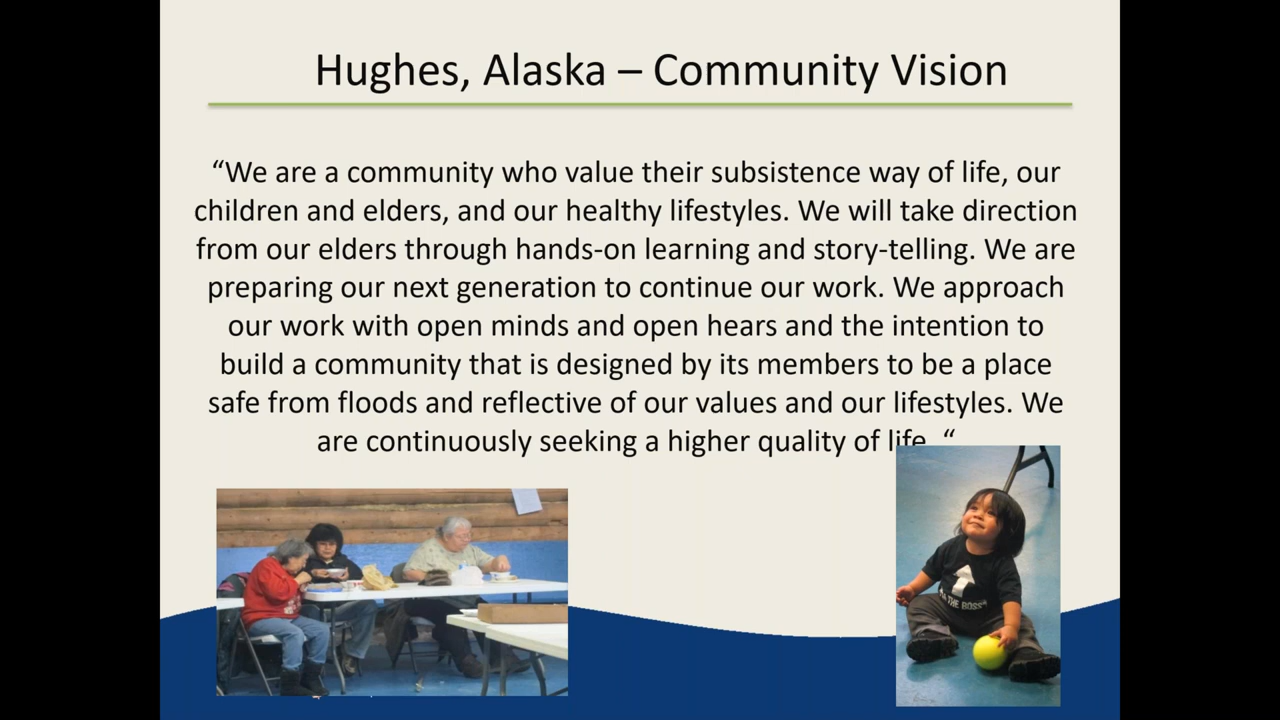 Hughes, Alaska – Community Vision
“We are a community who value their subsistence way of life, our
children and elders, and our healthy lifestyles. We will take direction
from our elders through hands-on learning and story-telling. We are
preparing our next generation to continue our work. We approach
our work with open minds and open hears and the intention to
build a community that is designed by its members to be a place
safe from floods and reflective of our values and our lifestyles. We
are continuously seeking a higher quality of life. “
THE BOSS